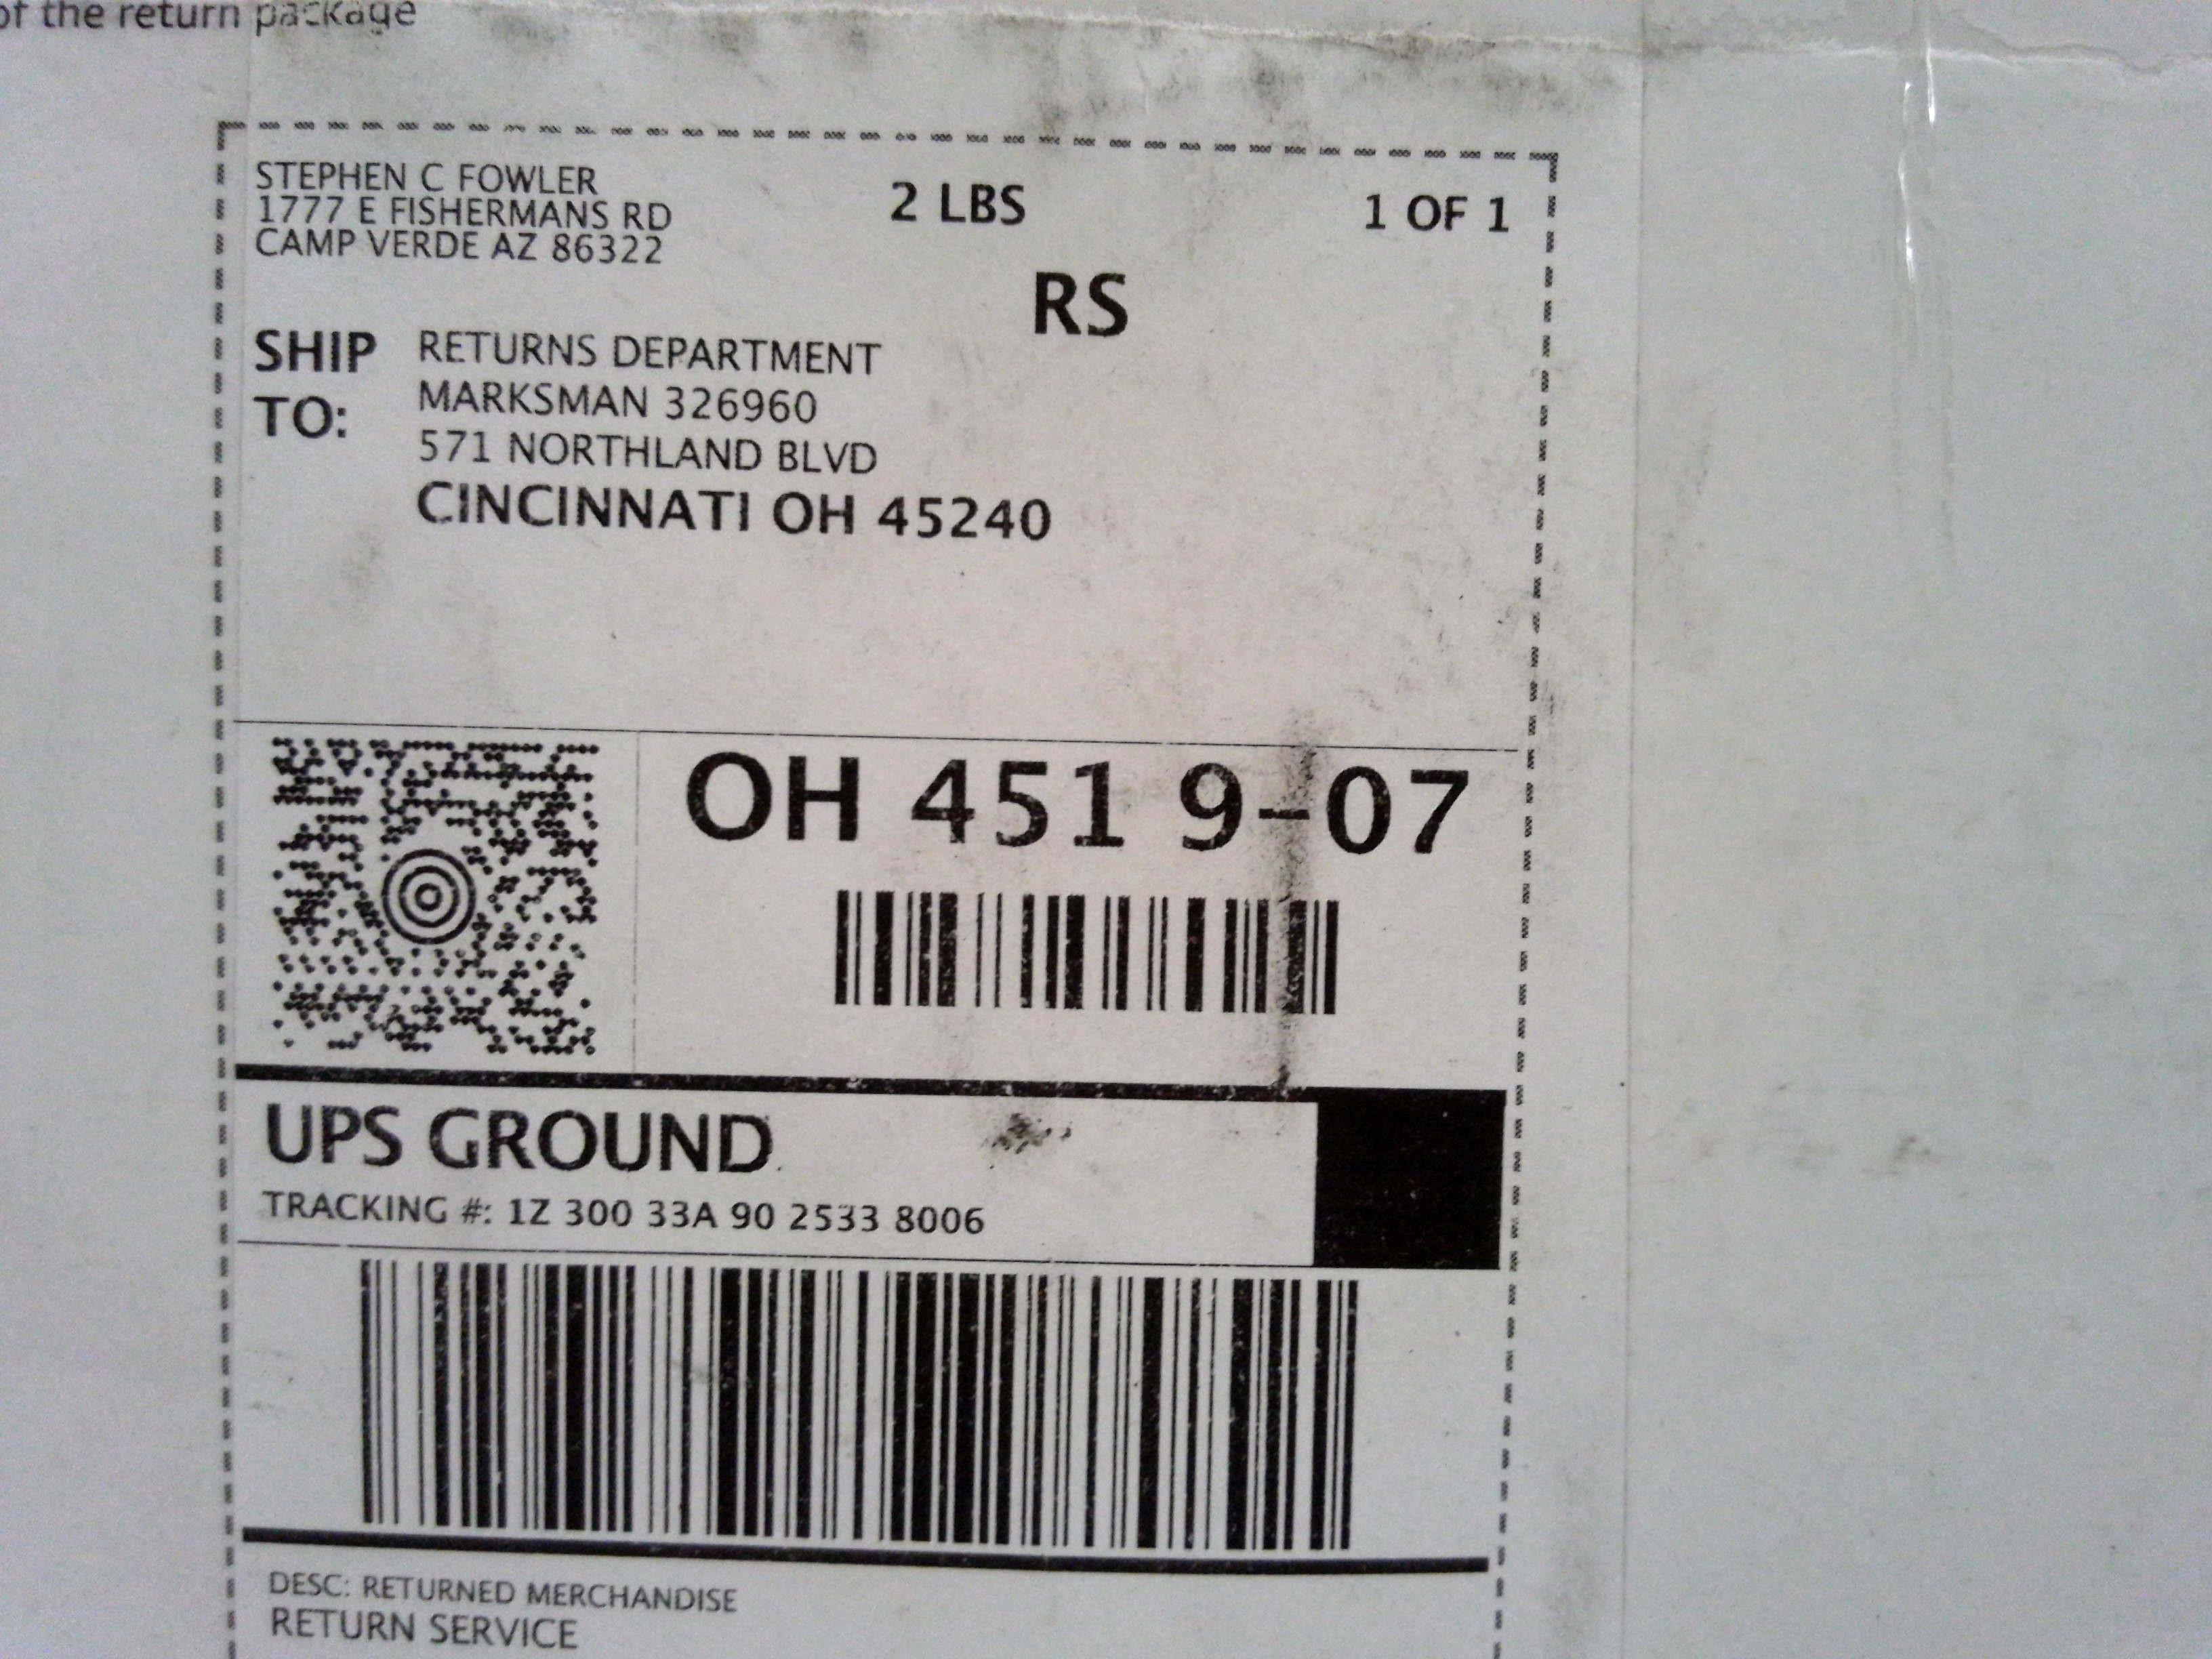 of the return package
STEPHEN C FOWLER
1777 E FISHERMANS RD
CAMP VERDE AZ 86322
2 LBS
1 OF 1
RS
SHIP TO:
RETURNS DEPARTMENT
MARKSMAN 326960
571 NORTHLAND BLVD
CINCINNATI OH 45240
OH 451 9-07
UPS GROUND
TRACKING #: 1Z 300 33A 90 2533 8006
DESC: RETURNED MERCHANDISE
RETURN SERVICE